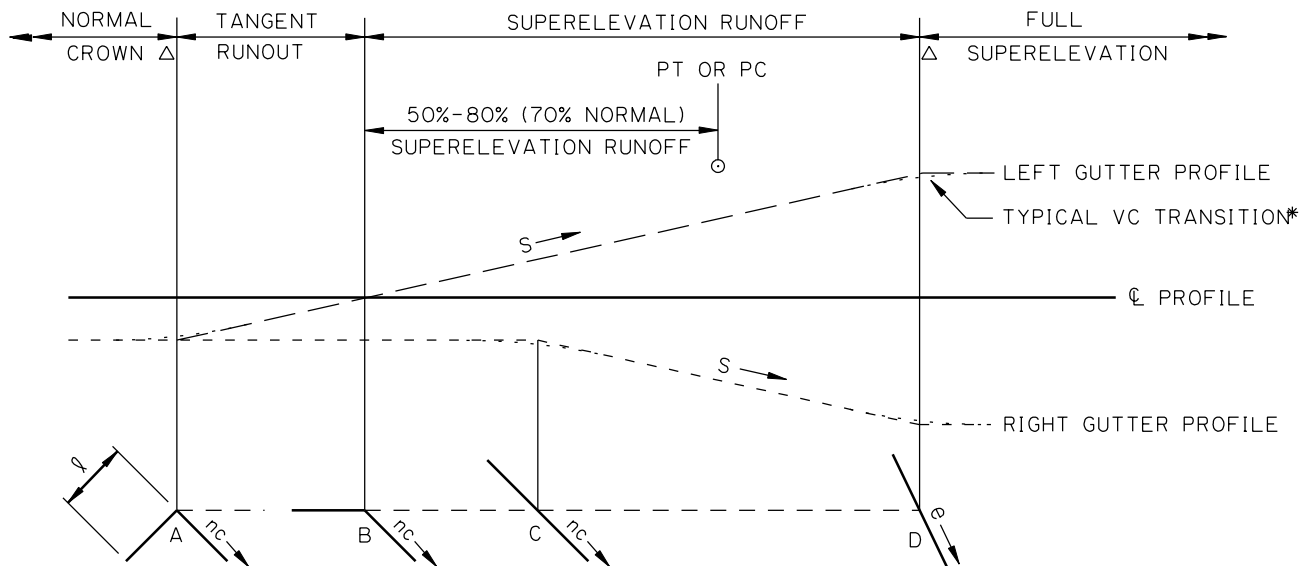 NORMAL
CROWN △
TANGENT
RUNOUT
SUPERELEVATION RUNOFF
FULL
△ SUPERELEVATION
PT OR PC
50%-80% (70% NORMAL)
SUPERELEVATION RUNOFF
LEFT GUTTER PROFILE
TYPICAL VC TRANSITION*
S
℄ PROFILE
S
RIGHT GUTTER PROFILE
ℓ
A
nc
B
nc
C
nc
D
e